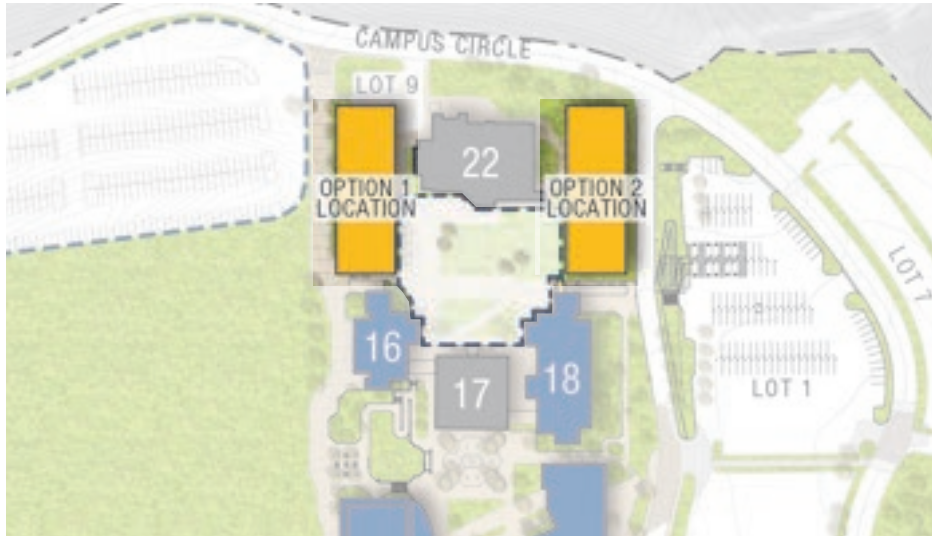 CAMPUS CIRCLE
LOT 9
22
OPTION 1
LOCATION
OPTION 2
LOCATION
LOT 7
16
17
18
LOT 1